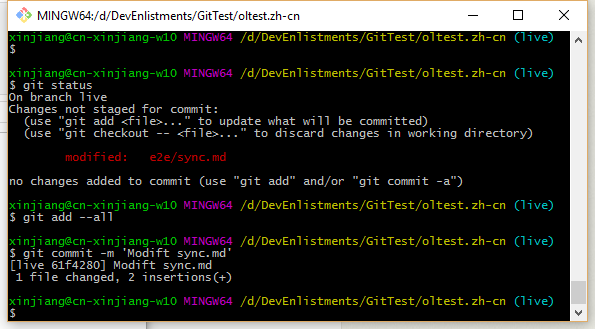 MINGW64:/d/DevEnlistments/GitTest/oltest.zh-cn
xinjiang@cn-xinjiang-w10 MINGW64 /d/DevEnlistments/GitTest/oltest.zh-cn (live)
$
xinjiang@cn-xinjiang-w10 MINGW64 /d/DevEnlistments/GitTest/oltest.zh-cn (live)
$ git status
On branch live
Changes not staged for commit:
(use "git add <file>..." to update what will be committed)
(use "git checkout -- <file>..." to discard changes in working directory)
modified: e2e/sync.md
no changes added to commit (use "git add" and/or "git commit -a")
xinjiang@cn-xinjiang-w10 MINGW64 /d/DevEnlistments/GitTest/oltest.zh-cn (live)
$ git add --all
xinjiang@cn-xinjiang-w10 MINGW64 /d/DevEnlistments/GitTest/oltest.zh-cn (live)
$ git commit -m 'Modift sync.md'
[live 61f4280] Modift sync.md
1 file changed, 2 insertions(+)
xinjiang@cn-xinjiang-w10 MINGW64 /d/DevEnlistments/GitTest/oltest.zh-cn (live)
$